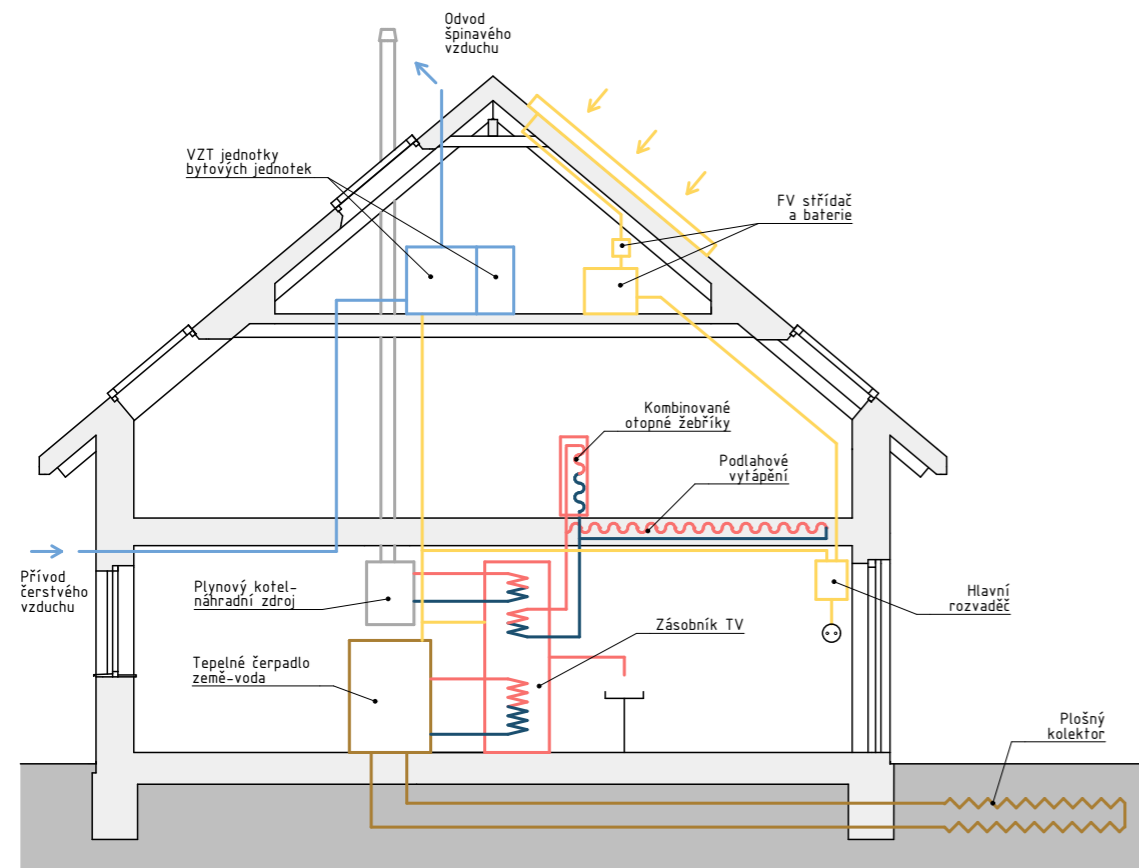 Odvod
špinavého
vzduchu
VZT jednotky
bytových jednotek
FV střídač
a baterie
Kombinované
otopné žebříky
Podlahové
vytápění
Přívod
čerstvého
vzduchu
Plynový kotel-
náhradní zdroj
Hlavní
rozvaděč
Zásobník TV
Tepelné čerpadlo
země-voda
Plošný
kolektor